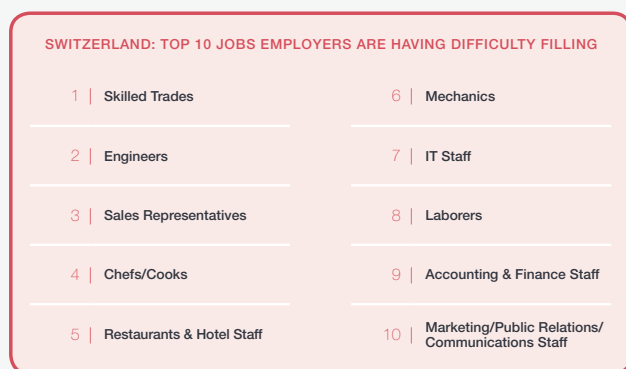 SWITZERLAND: TOP 10 JOBS EMPLOYERS ARE HAVING DIFFICULTY FILLING
1 | Skilled Trades
2 | Engineers
3 | Sales Representatives
4 | Chefs/Cooks
5 | Restaurants & Hotel Staff
6 | Mechanics
7 | IT Staff
8 | Laborers
9 | Accounting & Finance Staff
10 | Marketing/Public Relations/
Communications Staff